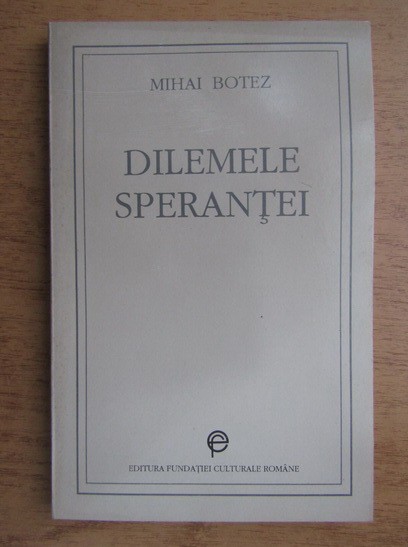 MIHAI BOTEZ
DILEMELE
SPERANŢEI
EDITURA FUNDAŢIEI CULTURALE ROMÂNE